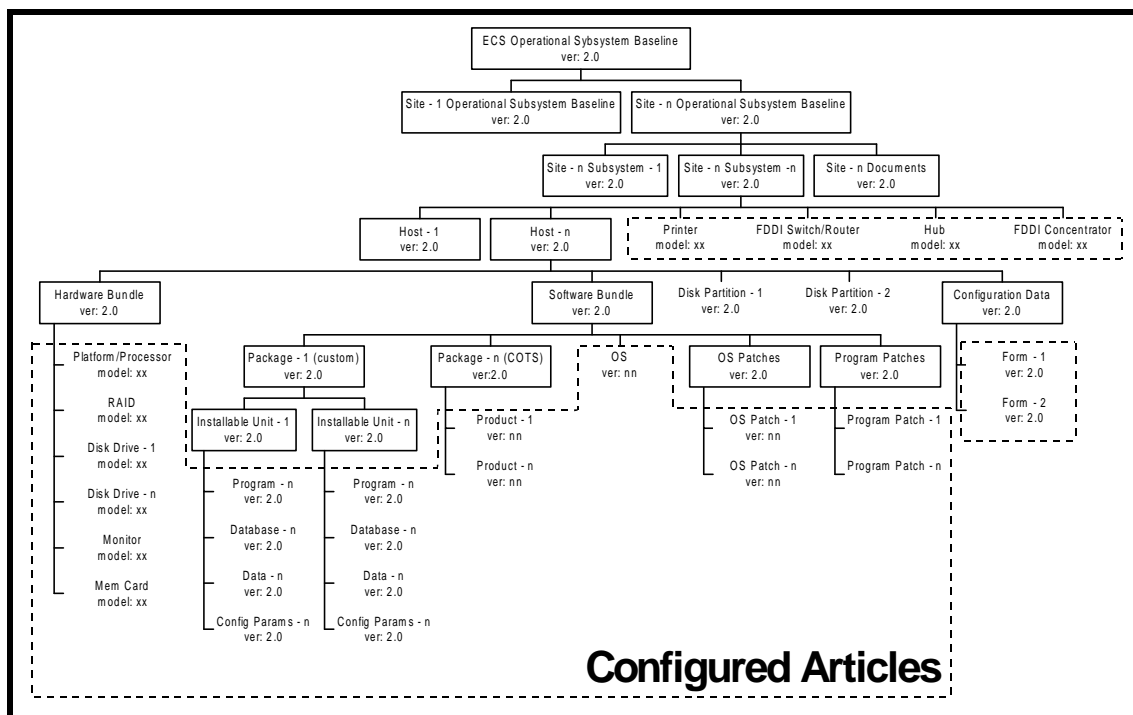 ECS Operational Sybsystem Baseline
ver: 2.0
Site - 1 Operational Subsystem Baseline
ver: 2.0
Site - n Operational Subsystem Baseline
ver: 2.0
Site - n Subsystem - 1
ver: 2.0
Site - n Subsystem -n
ver: 2.0
Site - n Documents
ver: 2.0
Host - 1
ver: 2.0
Host - n
ver: 2.0
Printer
model: xx
FDDI Switch/Router
model: xx
Hub
model: xx
FDDI Concentrator
model: xx
Hardware Bundle
ver: 2.0
Software Bundle
ver: 2.0
Disk Partition - 1
ver: 2.0
Disk Partition - 2
ver: 2.0
Configuration Data
ver: 2.0
Platform/Processor
model: xx
RAID
model: xx
Disk Drive - 1
model: xx
Disk Drive - n
model: xx
Monitor
model: xx
Mem Card
model: xx
Package - 1 (custom)
ver: 2.0
Package - n (COTS)
ver:2.0
OS
ver: nn
OS Patches
ver: 2.0
Program Patches
ver: 2.0
Form - 1
ver: 2.0
Form - 2
ver: 2.0
Installable Unit - 1
ver: 2.0
Installable Unit - n
ver: 2.0
Product - 1
ver: nn
Product - n
ver: nn
OS Patch - 1
ver: nn
OS Patch - n
ver: nn
Program Patch - 1
Program Patch - n
Program - n
ver: 2.0
Database - n
ver: 2.0
Data - n
ver: 2.0
Config Params - n
ver: 2.0
Program - n
ver: 2.0
Database - n
ver: 2.0
Data - n
ver: 2.0
Config Params - n
ver: 2.0
Configured Articles